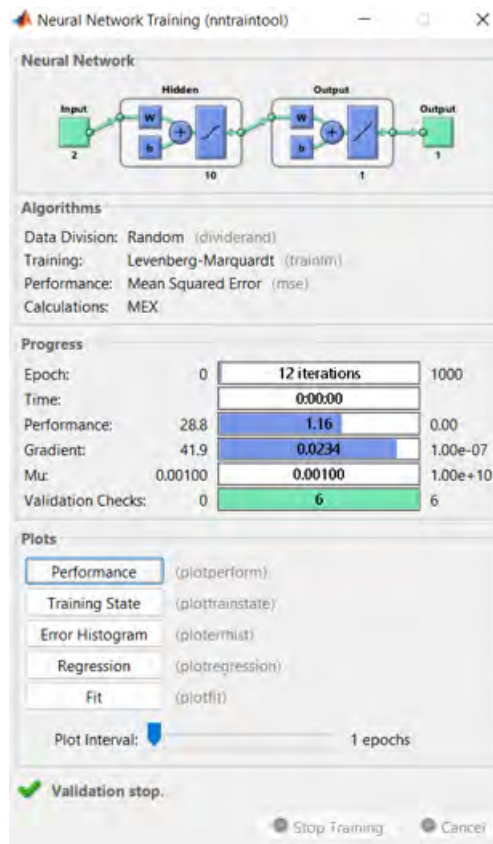 Neural Network Training (nntraintool)
Neural Network
Hidden Output
Input Output
W W
b b
2 10 1 1
Algorithms
Data Division: Random (dividerand)
Training: Levenberg-Marquardt (trainlm)
Performance: Mean Squared Error (mse)
Calculations: MEX
Progress
Epoch: 0 12 iterations 1000
Time: 0:00:00
Performance: 28.8 1.16 0.00
Gradient: 41.9 0.0234 1.00e-07
Mu: 0.00100 0.00100 1.00e+10
Validation Checks: 0 6 6
Plots
Performance (plotperform)
Training State (plottrainstate)
Error Histogram (ploterrhist)
Regression (plotregression)
Fit (plotfit)
Plot Interval: 1 epochs
Validation stop.
Stop Training Cancel